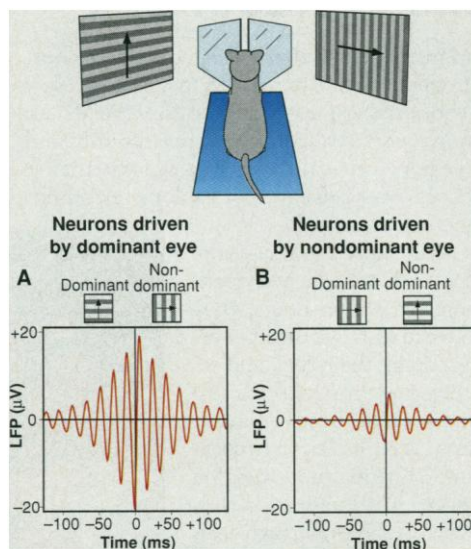 Neurons driven
by dominant eye
Neurons driven
by nondominant eye
A
Dominant
Non-
dominant
+20
0
−20
LFP (µV)
−100 −50 0 +50 +100
Time (ms)
B
Dominant
Non-
dominant
+20
0
−20
LFP (µV)
−100 −50 0 +50 +100
Time (ms)